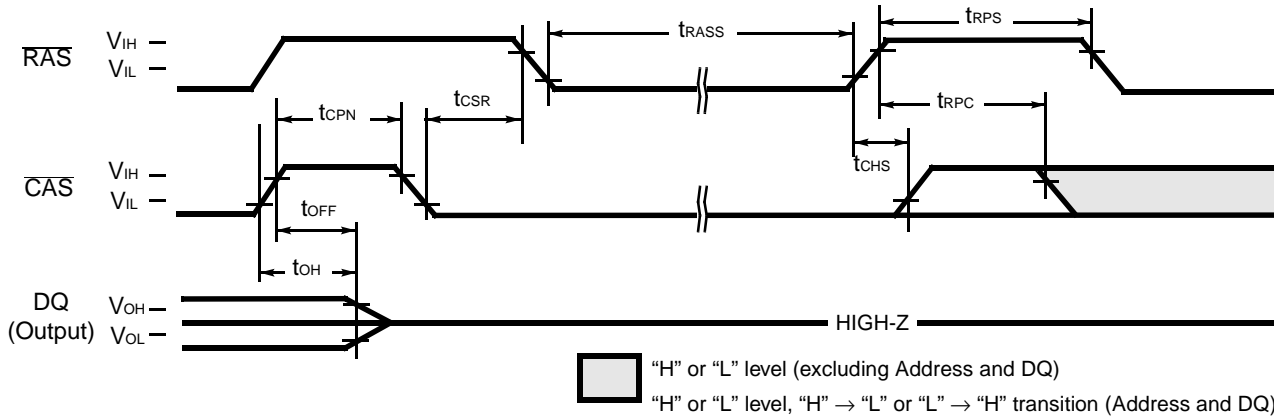 tRASS
tRPS
RAS
VIH
VIL
tCSR
tCPN
tRPC
tCHS
CAS
VIH
VIL
tOFF
tOH
DQ
(Output)
VOH
VOL
HIGH-Z
“H” or “L” level (excluding Address and DQ)
“H” or “L” level, “H” → “L” or “L” → “H” transition (Address and DQ)